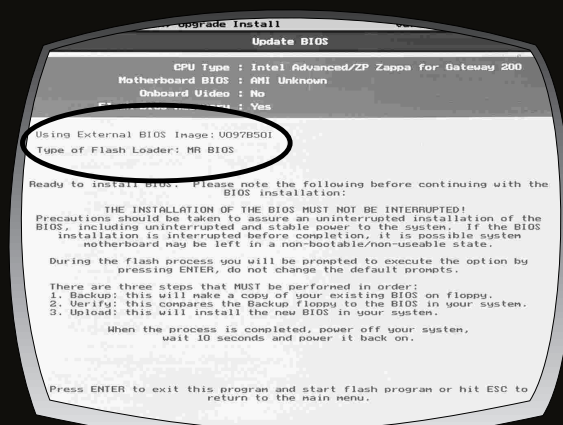 Upgrade Install
Update BIOS
CPU Type : Intel Advanced/ZP Zappa for Gateway 200
Motherboard BIOS : AMI Unknown
Onboard Video : No
: Yes
Using External BIOS Image: V097B50I
Type of Flash Loader: MR BIOS
Ready to install BIOS. Please note the following before continuing with the
BIOS installation:
THE INSTALLATION OF THE BIOS MUST NOT BE INTERRUPTED!
Precautions should be taken to assure an uninterrupted installation of the
BIOS, including uninterrupted and stable power to the system. If the BIOS
installation is interrupted before completion, it is possible system
motherboard may be left in a non-bootable/non-useable state.
During the flash process you will be prompted to execute the option by
pressing ENTER, do not change the default prompts.
There are three steps that MUST be performed in order:
1. Backup: this will make a copy of your existing BIOS on floppy.
2. Verify: this compares the Backup floppy to the BIOS in your system.
3. Upload: this will install the new BIOS in your system.
When the process is completed, power off your system,
wait 10 seconds and power it back on.
Press ENTER to exit this program and start flash program or hit ESC to
return to the main menu.